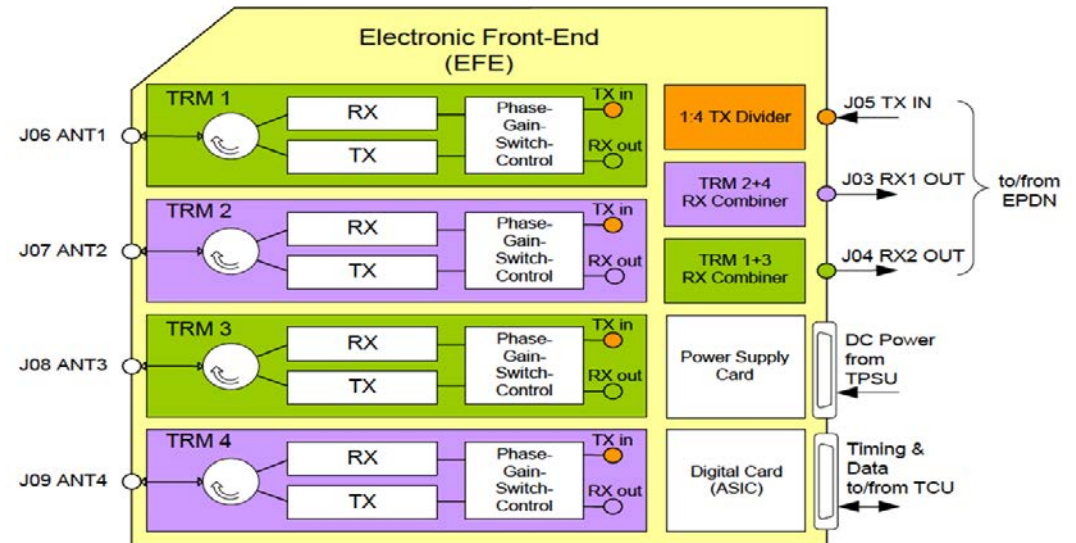 Electronic Front-End
(EFE)
TRM 1
RX
TX
Phase-
Gain-
Switch-
Control
TX in
RX out
J06 ANT1
TRM 2
RX
TX
Phase-
Gain-
Switch-
Control
TX in
RX out
J07 ANT2
TRM 3
RX
TX
Phase-
Gain-
Switch-
Control
TX in
RX out
J08 ANT3
TRM 4
RX
TX
Phase-
Gain-
Switch-
Control
TX in
RX out
J09 ANT4
1:4 TX Divider
J05 TX IN
TRM 2+4
RX Combiner
J03 RX1 OUT
TRM 1+3
RX Combiner
J04 RX2 OUT
to/from
EPDN
Power Supply
Card
DC Power
from
TPSU
Digital Card
(ASIC)
Timing &
Data
to/from TCU